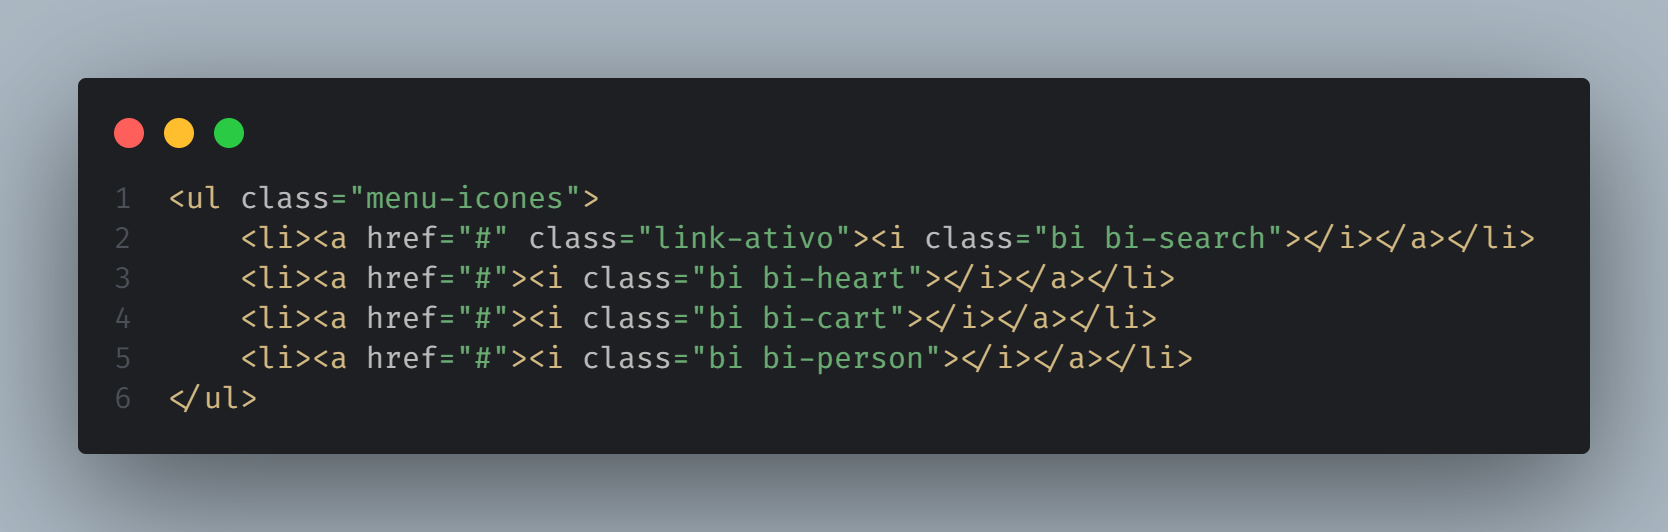 1 <ul class="menu-icones">
2     <li><a href="#" class="link-ativo"><i class="bi bi-search"></i></a></li>
3     <li><a href="#"><i class="bi bi-heart"></i></a></li>
4     <li><a href="#"><i class="bi bi-cart"></i></a></li>
5     <li><a href="#"><i class="bi bi-person"></i></a></li>
6 </ul>